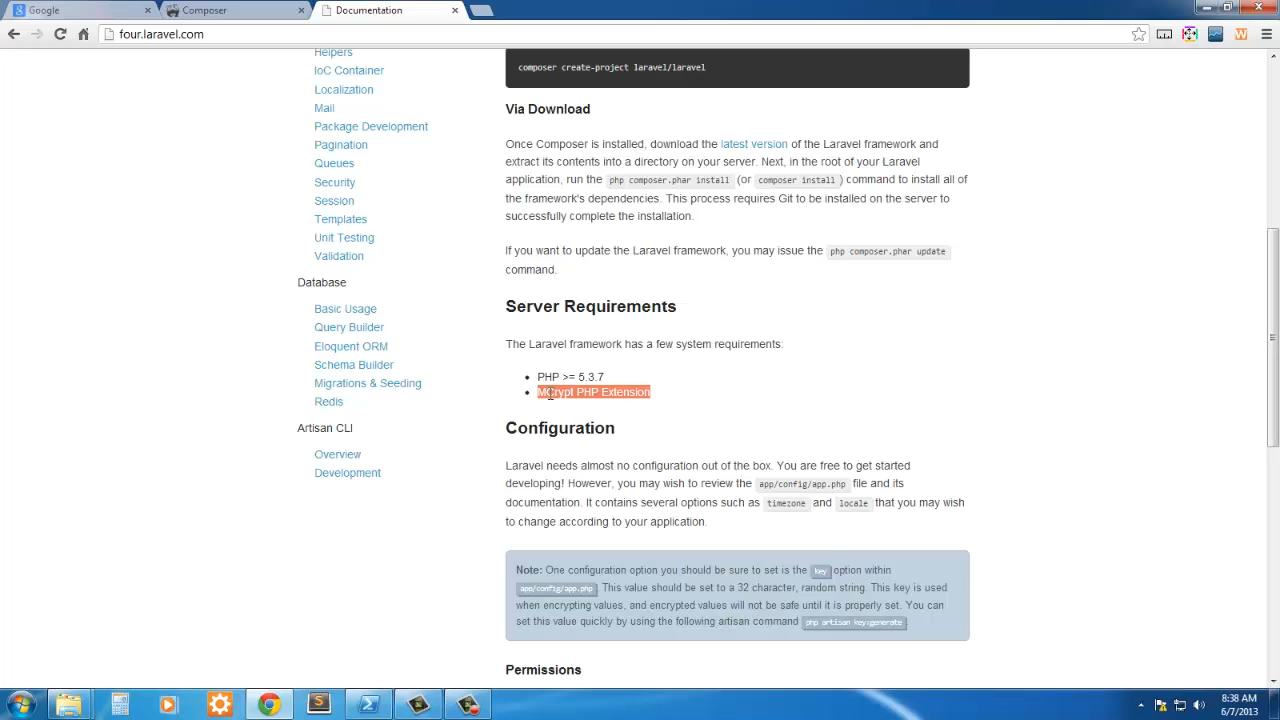 Google
Composer
Documentation
four.laravel.com
Helpers
IoC Container
Localization
Mail
Package Development
Pagination
Queues
Security
Session
Templates
Unit Testing
Validation
Database
Basic Usage
Query Builder
Eloquent ORM
Schema Builder
Migrations & Seeding
Redis
Artisan CLI
Overview
Development
composer create-project laravel/laravel
Via Download
Once Composer is installed, download the latest version of the Laravel framework and
extract its contents into a directory on your server. Next, in the root of your Laravel
application, run the php composer.phar install (or composer install) command to install all of
the framework's dependencies. This process requires Git to be installed on the server to
successfully complete the installation.
If you want to update the Laravel framework, you may issue the php composer.phar update
command.
Server Requirements
The Laravel framework has a few system requirements:
• PHP >= 5.3.7
• MCrypt PHP Extension
Configuration
Laravel needs almost no configuration out of the box. You are free to get started
developing! However, you may wish to review the app/config/app.php file and its
documentation. It contains several options such as timezone and locale that you may wish
to change according to your application.
Note: One configuration option you should be sure to set is the key option within
app/config/app.php. This value should be set to a 32 character, random string. This key is used
when encrypting values, and encrypted values will not be safe until it is properly set. You can
set this value quickly by using the following artisan command php artisan key:generate
Permissions
8:38 AM
6/7/2013